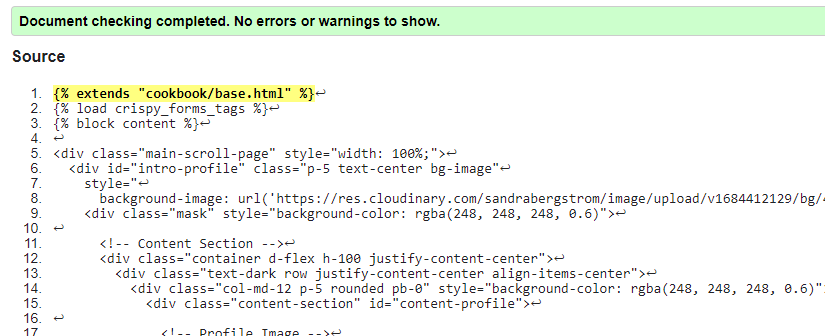 Document checking completed. No errors or warnings to show.
Source
1. {% extends "cookbook/base.html" %}↩
2. {% load crispy_forms_tags %}↩
3. {% block content %}↩
4. ↩
5. <div class="main-scroll-page" style="width: 100%;">↩
6. <div id="intro-profile" class="p-5 text-center bg-image"↩
7. style="↩
8. background-image: url('https://res.cloudinary.com/sandrabergstrom/image/upload/v1684412129/bg/
9. <div class="mask" style="background-color: rgba(248, 248, 248, 0.6)">↩
10. ↩
11. <!-- Content Section -->↩
12. <div class="container d-flex h-100 justify-content-center">↩
13. <div class="text-dark row justify-content-center align-items-center">↩
14. <div class="col-md-12 p-5 rounded pb-0" style="background-color: rgba(248, 248, 248, 0.6)"
15. <div class="content-section" id="content-profile">↩
16. ↩
17. <!-- Profile Image -->↩